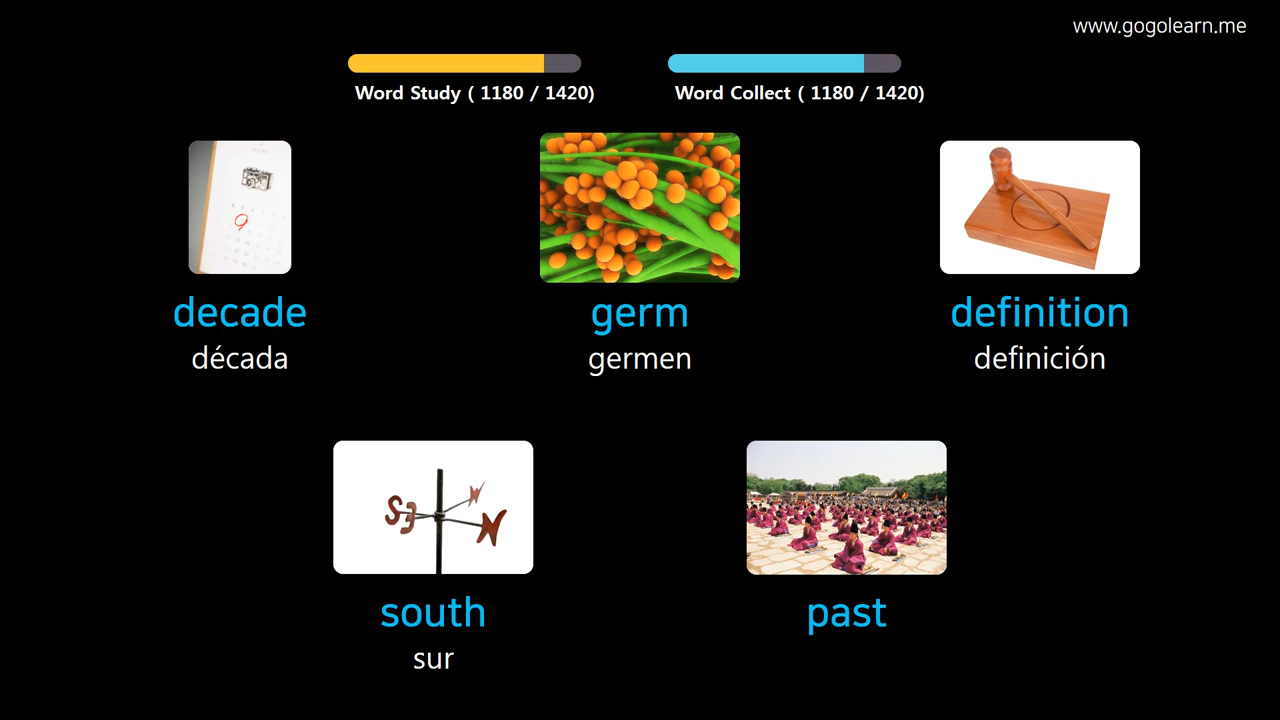 www.gogolearn.me
Word Study ( 1180 / 1420)
Word Collect ( 1180 / 1420)
decade
década
germ
germen
definition
definición
south
sur
past